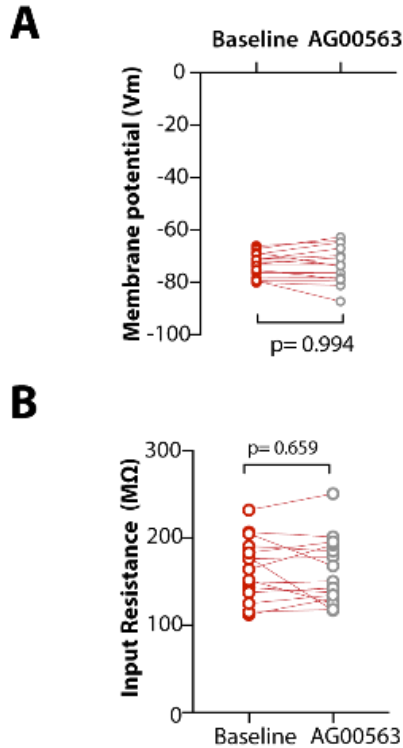 A
Baseline AG00563
Membrane potential (Vm)
0
-20
-40
-60
-80
-100
p= 0.994
B
Input Resistance (MΩ)
300
200
100
0
p= 0.659
Baseline AG00563